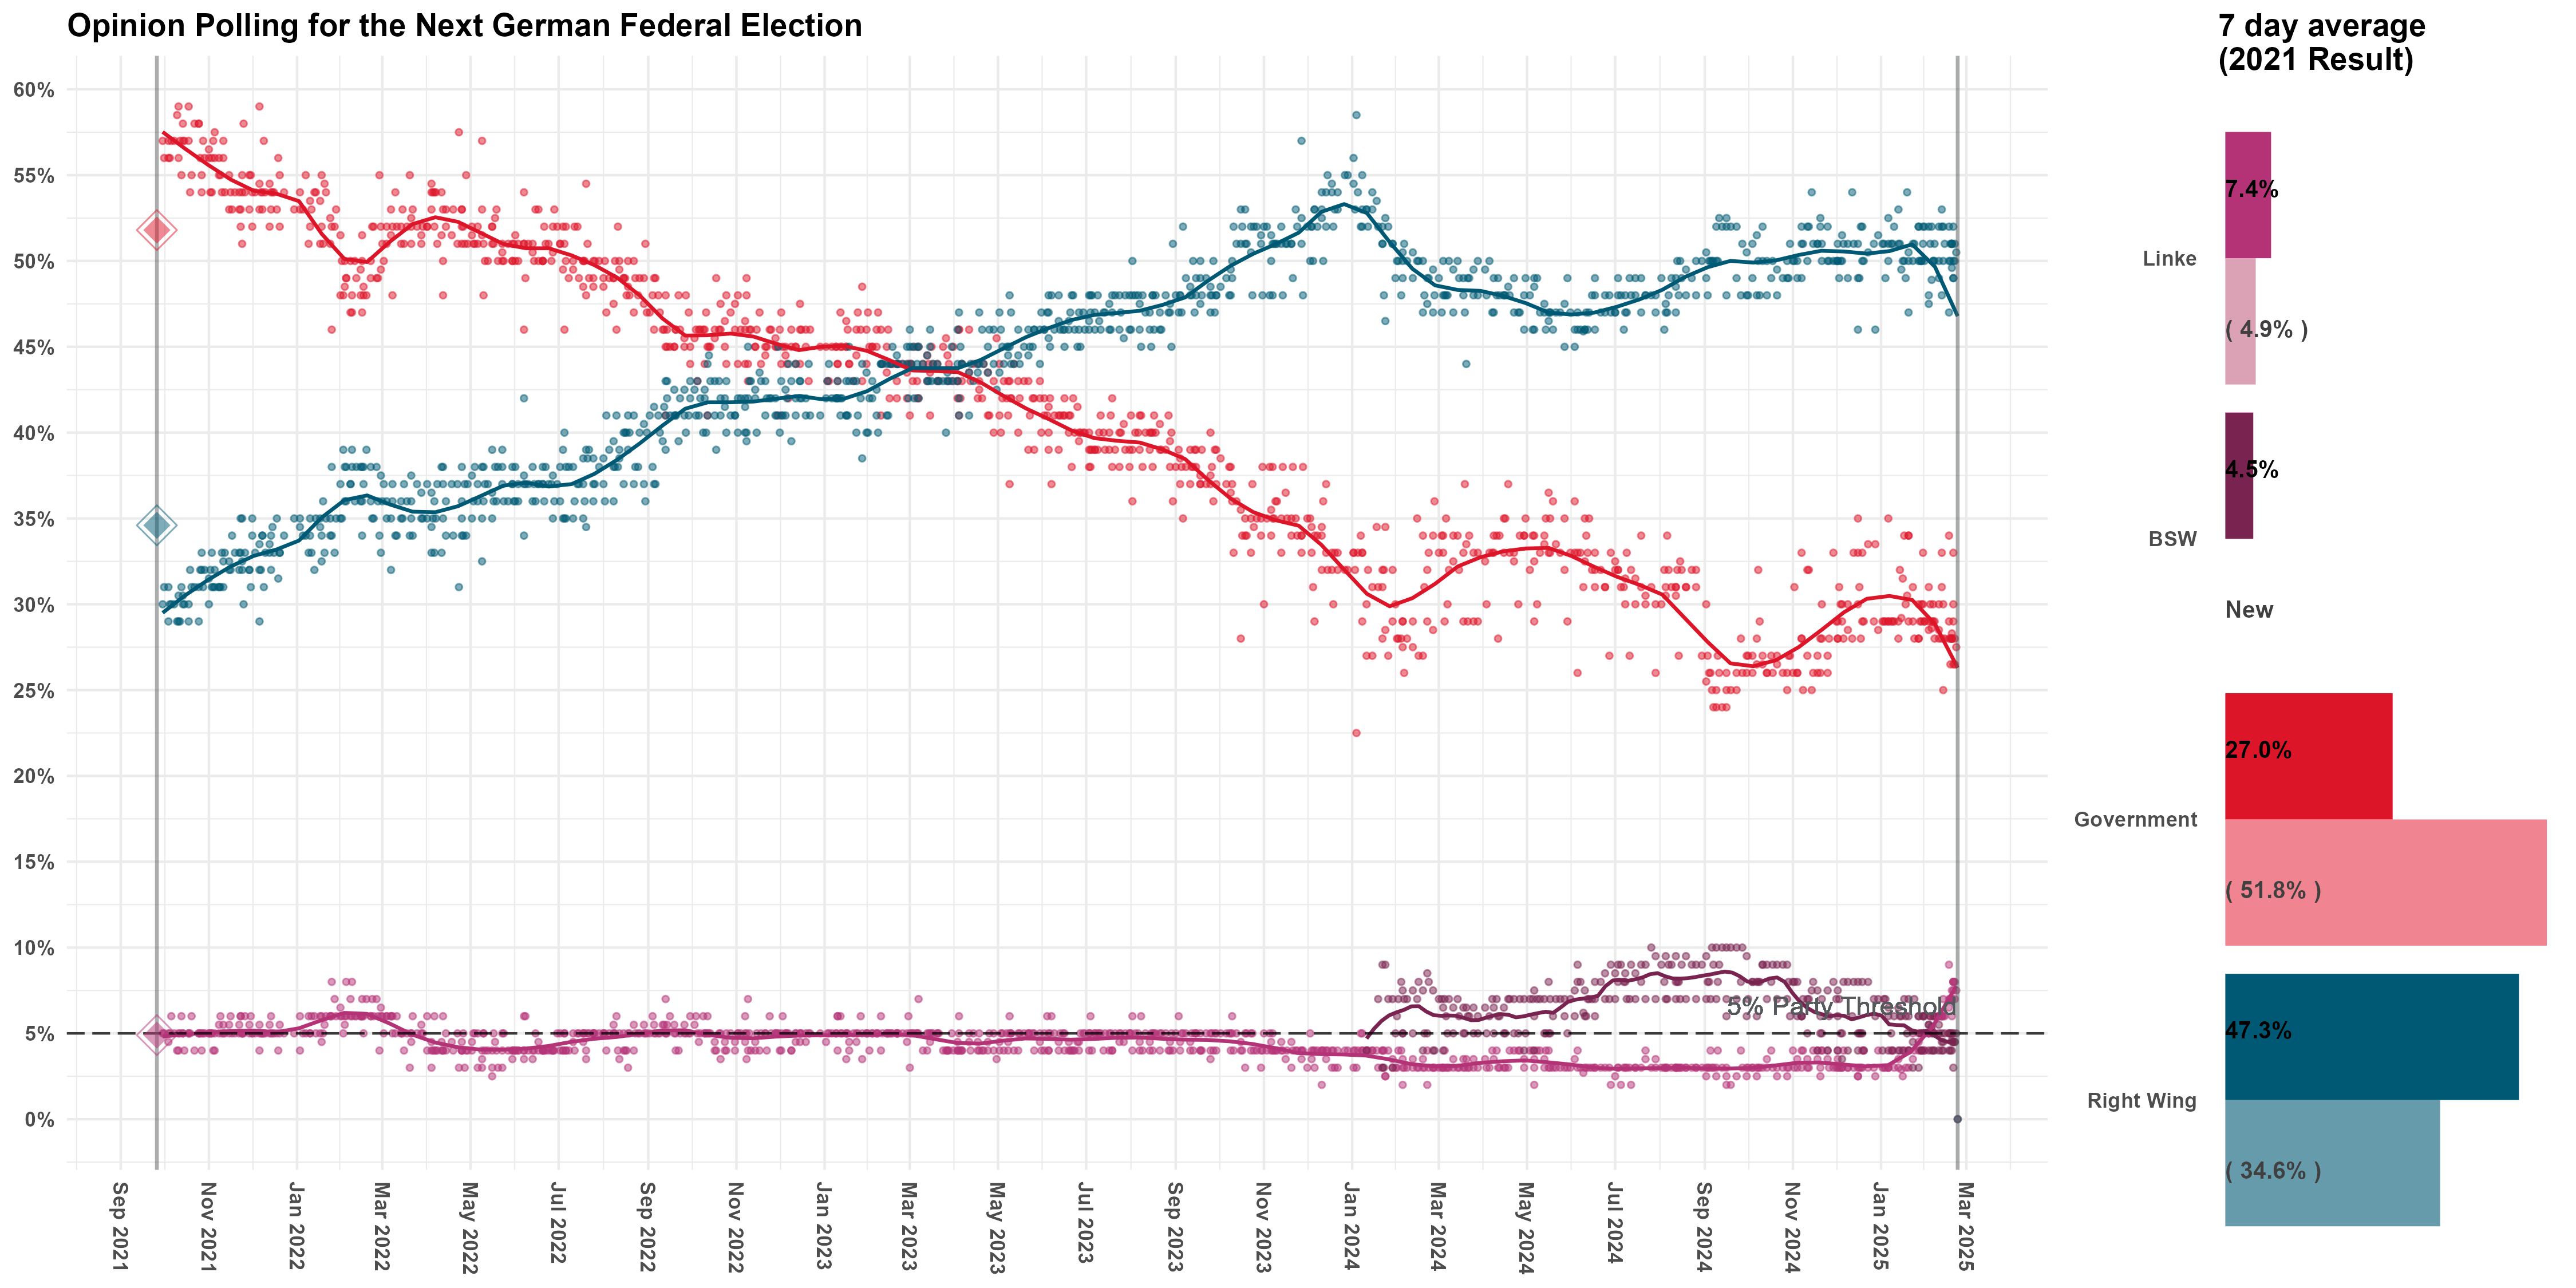 Opinion Polling for the Next German Federal Election
7 day average
(2021 Result)
60%
55%
50%
45%
40%
35%
30%
25%
20%
15%
10%
5%
0%
5% Party Threshold
Sep 2021
Nov 2021
Jan 2022
Mar 2022
May 2022
Jul 2022
Sep 2022
Nov 2022
Jan 2023
Mar 2023
May 2023
Jul 2023
Sep 2023
Nov 2023
Jan 2024
Mar 2024
May 2024
Jul 2024
Sep 2024
Nov 2024
Jan 2025
Mar 2025
Linke
7.4%
( 4.9% )
BSW
4.5%
New
Government
27.0%
( 51.8% )
Right Wing
47.3%
( 34.6% )